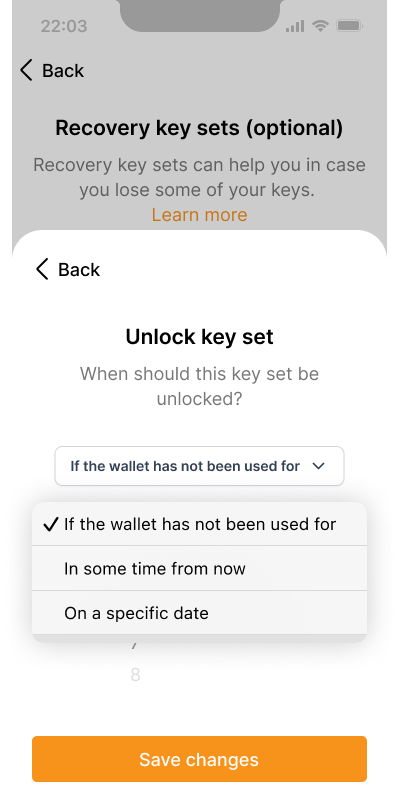 22:03
Back
Recovery key sets (optional)
Recovery key sets can help you in case
you lose some of your keys.
Learn more
Back
Unlock key set
When should this key set be
unlocked?
If the wallet has not been used for
If the wallet has not been used for
In some time from now
On a specific date
8
Save changes